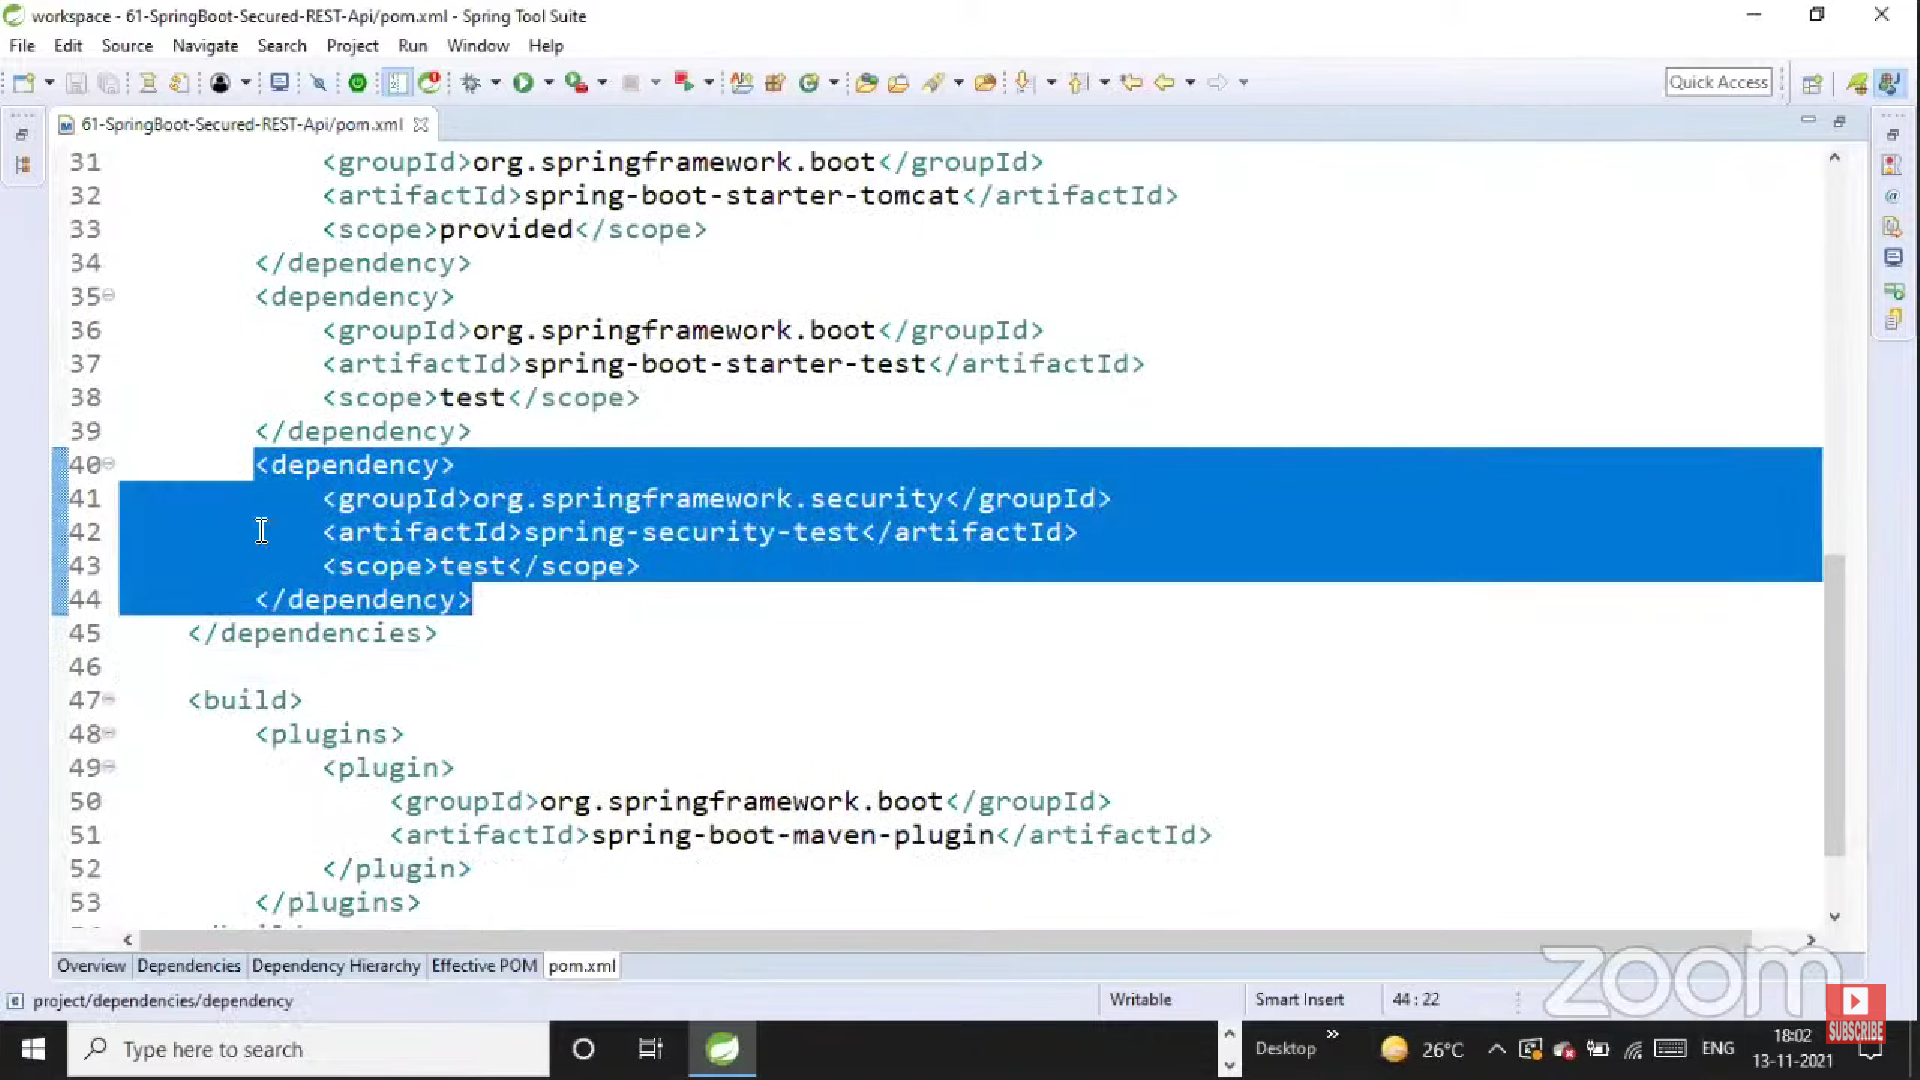 workspace - 61-SpringBoot-Secured-REST-Api/pom.xml - Spring Tool Suite
File Edit Source Navigate Search Project Run Window Help
Quick Access
61-SpringBoot-Secured-REST-Api/pom.xml
31 <groupId>org.springframework.boot</groupId>
32 <artifactId>spring-boot-starter-tomcat</artifactId>
33 <scope>provided</scope>
34 </dependency>
35 <dependency>
36 <groupId>org.springframework.boot</groupId>
37 <artifactId>spring-boot-starter-test</artifactId>
38 <scope>test</scope>
39 </dependency>
40 <dependency>
41 <groupId>org.springframework.security</groupId>
42 <artifactId>spring-security-test</artifactId>
43 <scope>test</scope>
44 </dependency>
45 </dependencies>
46
47 <build>
48 <plugins>
49 <plugin>
50 <groupId>org.springframework.boot</groupId>
51 <artifactId>spring-boot-maven-plugin</artifactId>
52 </plugin>
53 </plugins>
Overview Dependencies Dependency Hierarchy Effective POM pom.xml
project/dependencies/dependency Writable Smart Insert 44 : 22
zoom
SUBSCRIBE
Type here to search Desktop 26°C ENG 18:02
13-11-2021